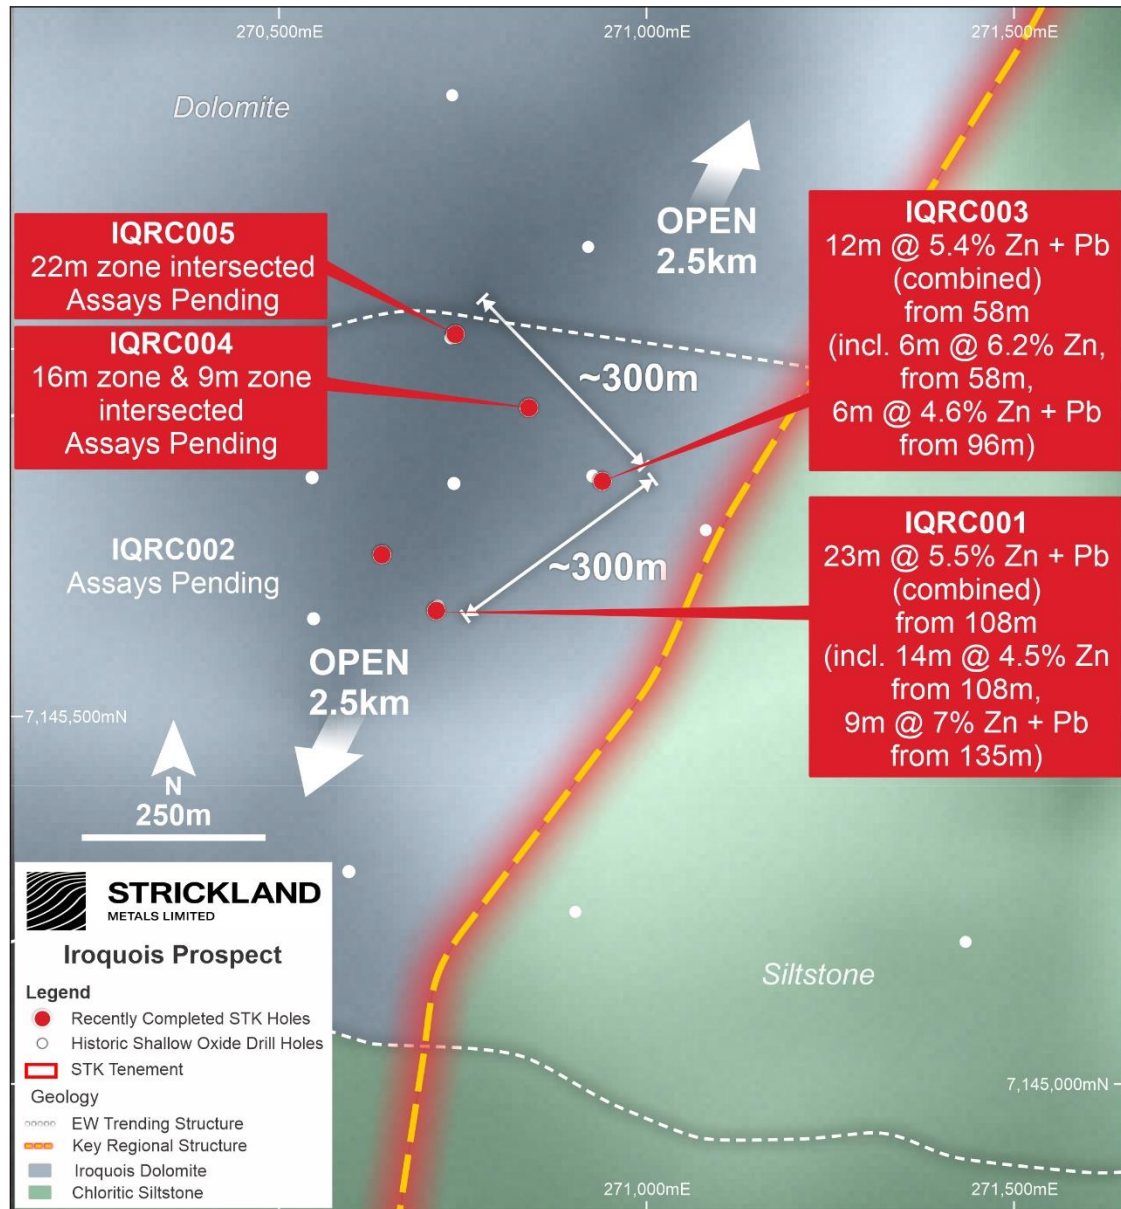 270,500mE
271,000mE
271,500mE
Dolomite
OPEN
2.5km
IQRC005
22m zone intersected
Assays Pending
IQRC004
16m zone & 9m zone
intersected
Assays Pending
IQRC003
12m @ 5.4% Zn + Pb
(combined)
from 58m
(incl. 6m @ 6.2% Zn,
from 58m,
6m @ 4.6% Zn + Pb
from 96m)
~300m
IQRC002
Assays Pending
~300m
IQRC001
23m @ 5.5% Zn + Pb
(combined)
from 108m
(incl. 14m @ 4.5% Zn
from 108m,
9m @ 7% Zn + Pb
from 135m)
OPEN
2.5km
7,145,500mN
N
250m
STRICKLAND
METALS LIMITED
Iroquois Prospect
Legend
Recently Completed STK Holes
Historic Shallow Oxide Drill Holes
STK Tenement
Geology
EW Trending Structure
Key Regional Structure
Iroquois Dolomite
Chloritic Siltstone
Siltstone
7,145,000mN
271,000mE
271,500mE